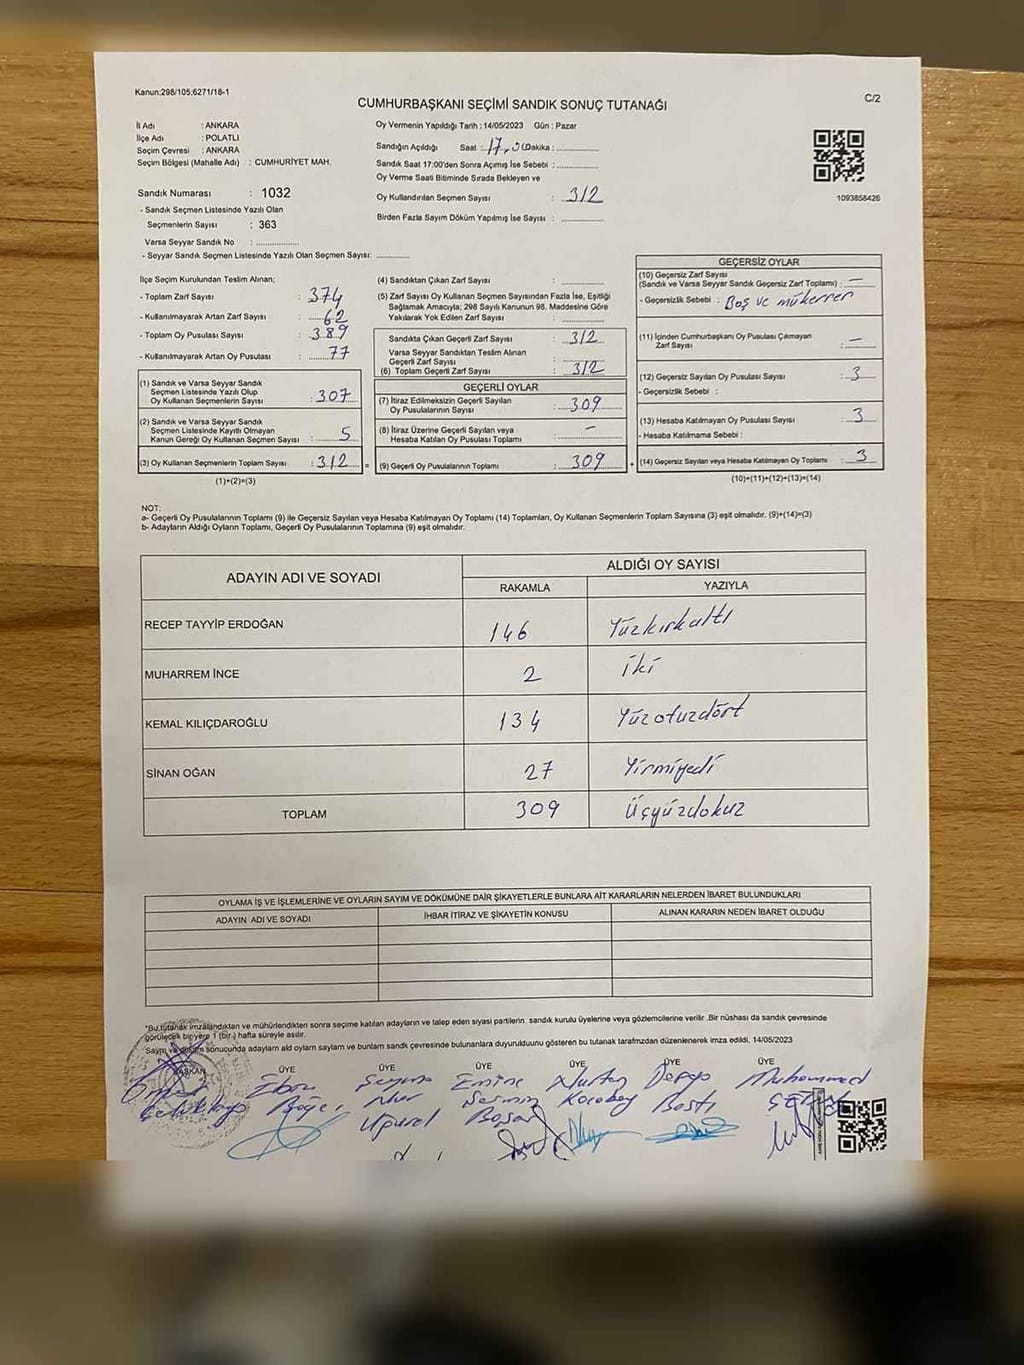 Kanun:298/105;6271/18-1
C/2
CUMHURBAŞKANI SEÇİMİ SANDIK SONUÇ TUTANAĞI
İl Adı : ANKARA
İlçe Adı : POLATLI
Seçim Çevresi : ANKARA
Seçim Bölgesi (Mahalle Adı) : CUMHURİYET MAH.
Sandık Numarası : 1032
- Sandık Seçmen Listesinde Yazılı Olan
Seçmenlerin Sayısı : 363
Varsa Seyyar Sandık No :
- Seyyar Sandık Seçmen Listesinde Yazılı Olan Seçmen Sayısı:
Oy Vermenin Yapıldığı Tarih : 14/05/2023 Gün : Pazar
Sandığın Açıldığı Saat : 17,00 Dakika :
Sandık Saat 17:00'den Sonra Açımış İse Sebebi :
Oy Verme Saati Bitiminde Sırada Bekleyen ve
Oy Kullandırılan Seçmen Sayısı : 312
Birden Fazla Sayım Döküm Yapılmış İse Sayısı :
1093858426
İlçe Seçim Kurulundan Teslim Alınan;
- Toplam Zarf Sayısı : 374
- Kullanılmayarak Artan Zarf Sayısı : 62
- Toplam Oy Pusulası Sayısı : 389
- Kullanılmayarak Artan Oy Pusulası : 77
(1) Sandık ve Varsa Seyyar Sandık
Seçmen Listesinde Yazılı Olup
Oy Kullanan Seçmenlerin Sayısı : 307
(2) Sandık ve Varsa Seyyar Sandık
Seçmen Listesinde Kayıtlı Olmayan
Kanun Gereği Oy Kullanan Seçmen Sayısı : 5
(3) Oy Kullanan Seçmenlerin Toplam Sayısı : 312 =
(1)+(2)=(3)
(4) Sandıktan Çıkan Zarf Sayısı :
(5) Zarf Sayısı Oy Kullanan Seçmen Sayısından Fazla İse, Eşitliği
Sağlamak Amacıyla; 298 Sayılı Kanunun 98. Maddesine Göre
Yakılarak Yok Edilen Zarf Sayısı :
Sandıkta Çıkan Geçerli Zarf Sayısı : 312
Varsa Seyyar Sandıktan Teslim Alınan
Geçerli Zarf Sayısı :
(6) Toplam Geçerli Zarf Sayısı : 312
GEÇERLİ OYLAR
(7) İtiraz Edilmeksizin Geçerli Sayılan
Oy Pusulalarının Sayısı : 309
(8) İtiraz Üzerine Geçerli Sayılan veya
Hesaba Katılan Oy Pusulası Toplamı : -
(9) Geçerli Oy Pusulalarının Toplamı : 309 +
GEÇERSİZ OYLAR
(10) Geçersiz Zarf Sayısı
(Sandık ve Varsa Seyyar Sandık Geçersiz Zarf Toplamı) : -
- Geçersizlik Sebebi : Boş ve mükerrer
(11) İçinden Cumhurbaşkanı Oy Pusulası Çıkmayan
Zarf Sayısı : -
(12) Geçersiz Sayılan Oy Pusulası Sayısı : 3
- Geçersizlik Sebebi :
(13) Hesaba Katılmayan Oy Pusulası Sayısı : 3
- Hesaba Katılmama Sebebi :
(14) Geçersiz Sayılan veya Hesaba Katılmayan Oy Toplamı : 3
(10)+(11)+(12)+(13)=(14)
NOT:
a- Geçerli Oy Pusulalarının Toplamı (9) ile Geçersiz Sayılan veya Hesaba Katılmayan Oy Toplamı (14) Toplamları, Oy Kullanan Seçmenlerin Toplam Sayısına (3) eşit olmalıdır. (9)+(14)=(3)
b- Adayların Aldığı Oyların Toplamı, Geçerli Oy Pusulalarının Toplamına (9) eşit olmalıdır.
ADAYIN ADI VE SOYADI ALDIĞI OY SAYISI
RAKAMLA YAZIYLA
RECEP TAYYİP ERDOĞAN 146 Yüzkırkaltı
MUHARREM İNCE 2 iki
KEMAL KILIÇDAROĞLU 134 Yüzotuzdört
SİNAN OĞAN 27 Yirmiyedi
TOPLAM 309 Üçyüzdokuz
OYLAMA İŞ VE İŞLEMLERİNE VE OYLARIN SAYIM VE DÖKÜMÜNE DAİR ŞİKAYETLERLE BUNLARA AİT KARARLARIN NELERDEN İBARET BULUNDUKLARI
ADAYIN ADI VE SOYADI İHBAR İTİRAZ VE ŞİKAYETİN KONUSU ALINAN KARARIN NEDEN İBARET OLDUĞU
*Bu tutanak imzalandıktan ve mühürlendikten sonra seçime katılan adayların ve talep eden siyasi partilerin sandık kurulu üyelerine veya gözlemcilerine verilir .Bir nüshası da sandık çevresinde
görülecek bir yere 1 (bir) hafta süreyle asılır.
Sayım ve döküm sonucunda adayların aldı oyların sayıları ve bunların sandık çevresinde bulunanlara duyurulduunu gösteren bu tutanak tarafımızdan düzenlenerek imza edildi. 14/05/2023
BAŞKAN ÜYE ÜYE ÜYE ÜYE ÜYE ÜYE
Emine Nurten Derya Muhammed